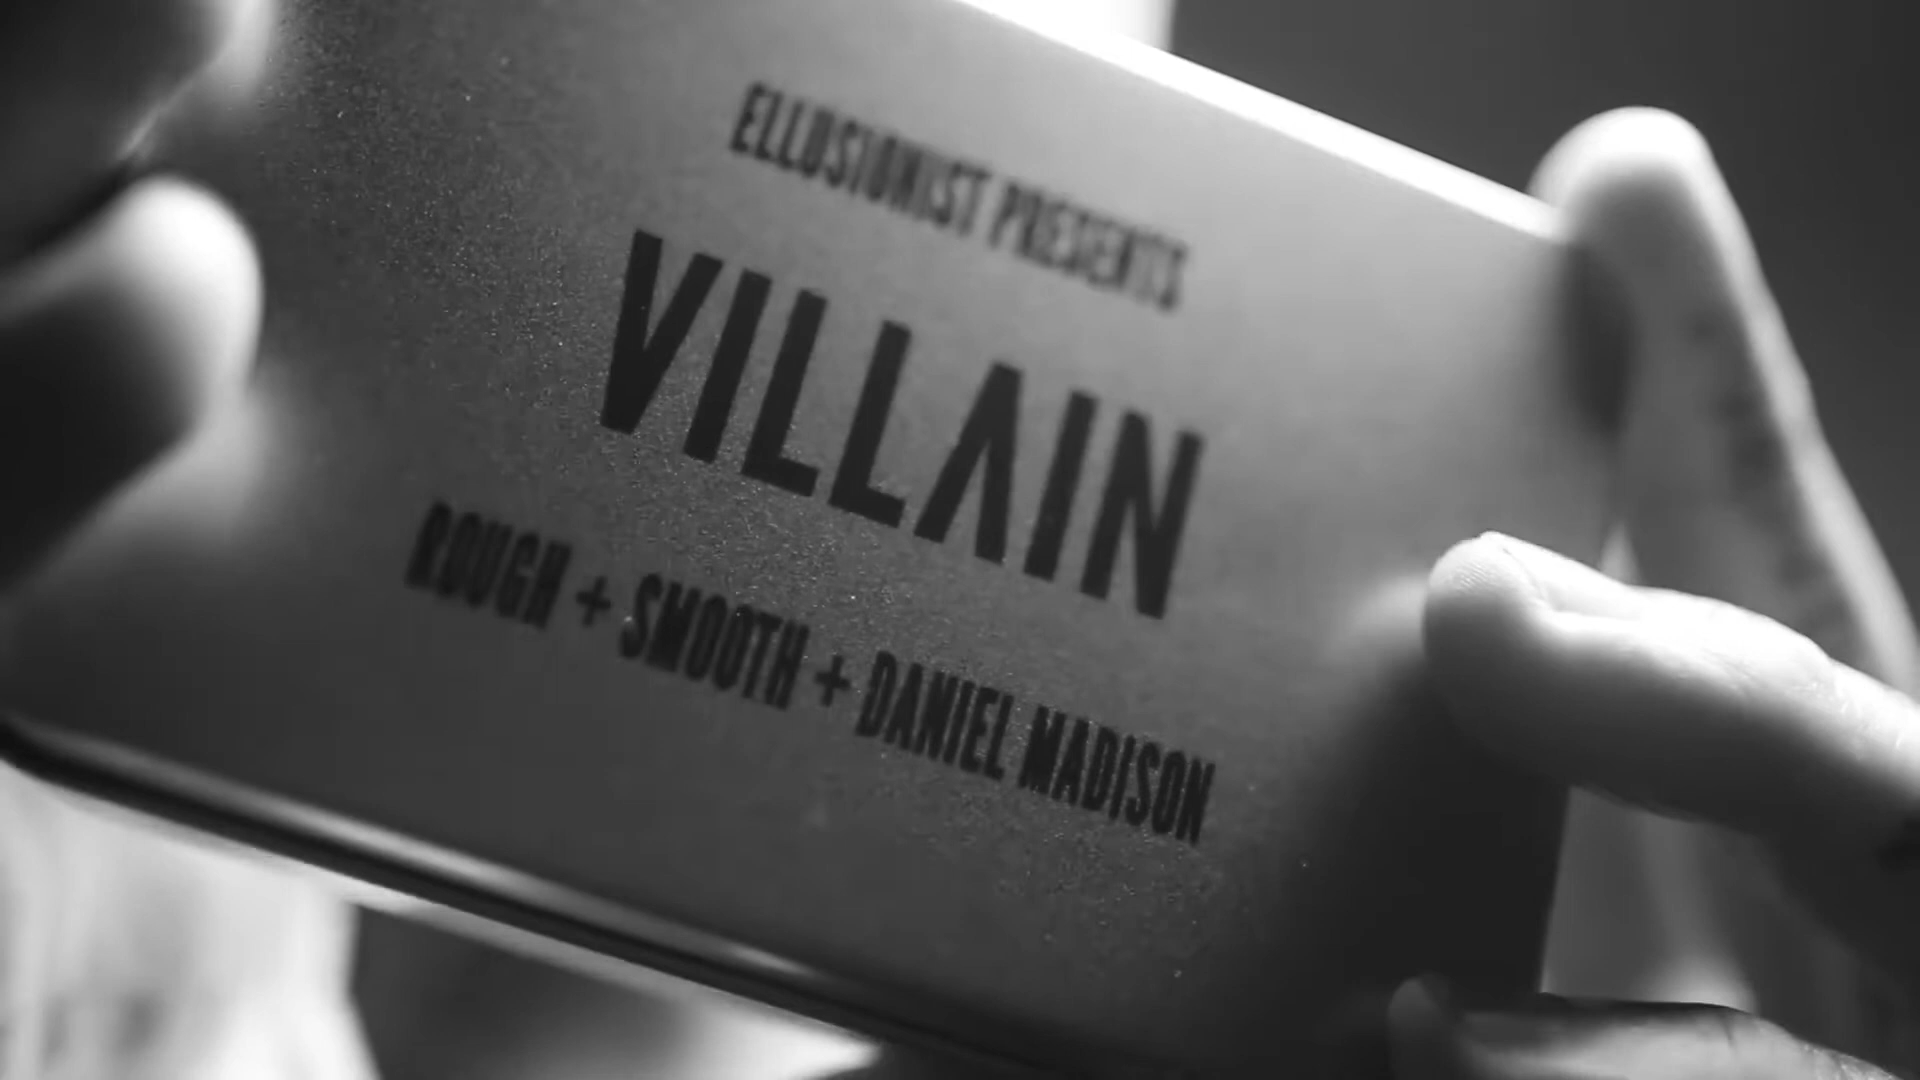 ELLUSIONIST PRESENTS
VILLAIN
ROUGH + SMOOTH + DANIEL MADISON